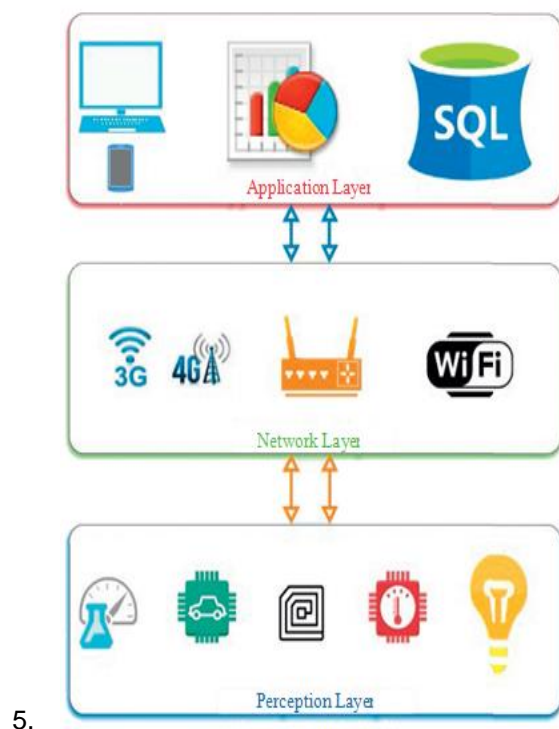 SQL
Application Layer
3G
4G
WiFi
Network Layer
Perception Layer
5.